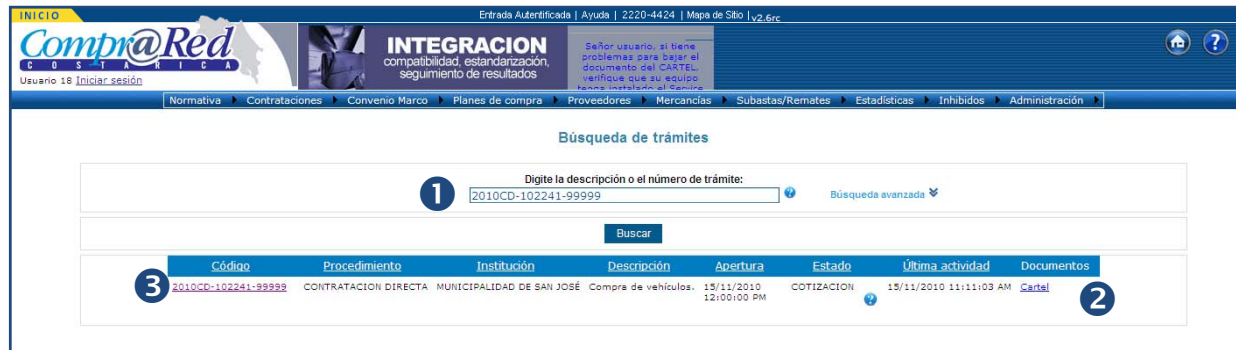 INICIO
Entrada Autentificada | Ayuda | 2220-4424 | Mapa de Sitio | v2.6rc
Compr@Red
COSTA RICA
Usuario 18 Iniciar sesión
INTEGRACION
compatibilidad, estandarización,
seguimiento de resultados
Señor usuario, si tiene
problemas para bajar el
documento del CARTEL,
verifique que su equipo
tenga instalado el Service
?
Normativa Contrataciones Convenio Marco Planes de compra Proveedores Mercancías Subastas/Remates Estadísticas Inhibidos Administración
Búsqueda de trámites
Digite la descripción o el número de trámite:
1 2010CD-102241-99999 ? Búsqueda avanzada
Buscar
Código Procedimiento Institución Descripción Apertura Estado Última actividad Documentos
3 2010CD-102241-99999 CONTRATACION DIRECTA MUNICIPALIDAD DE SAN JOSÉ Compra de vehículos. 15/11/2010 COTIZACION 15/11/2010 11:11:03 AM Cartel 2
12:00:00 PM ?